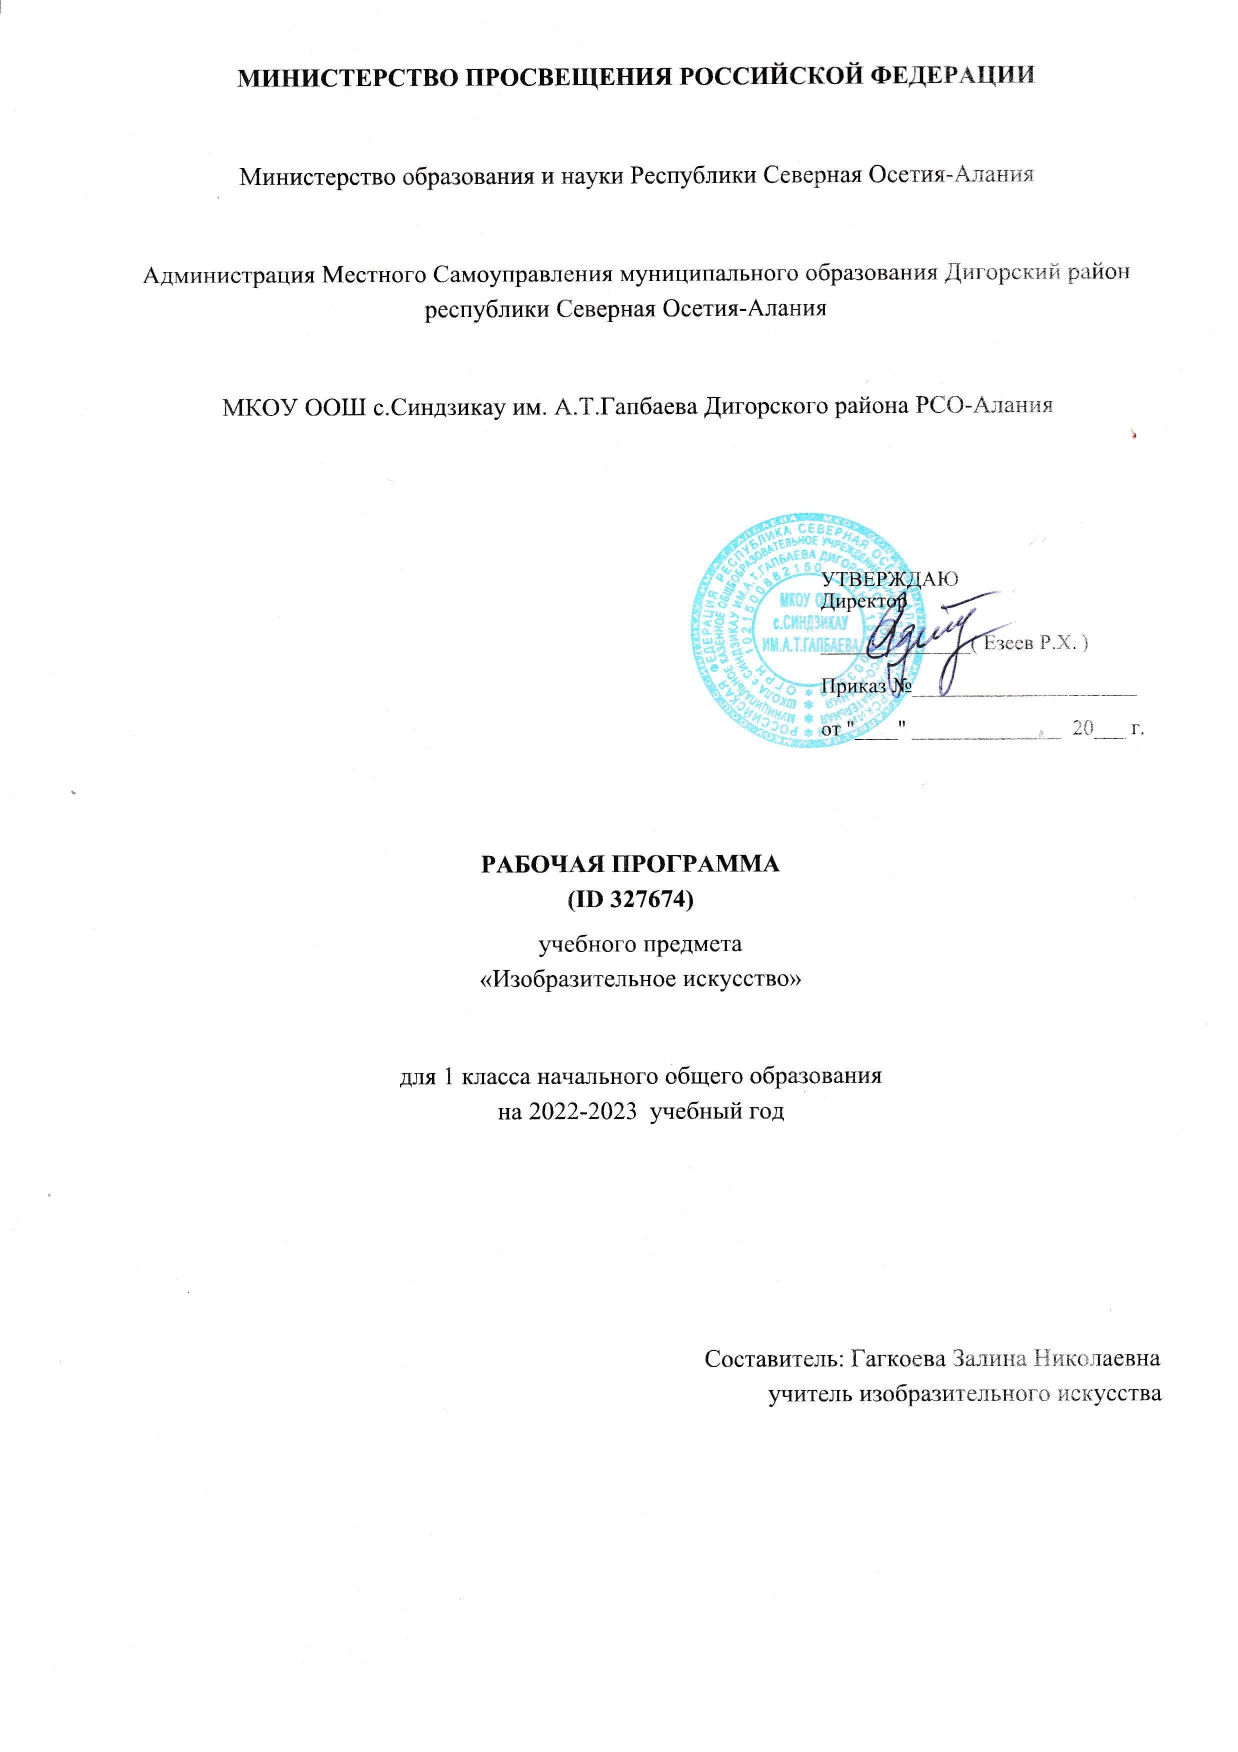 МИНИСТЕРСТВО ПРОСВЕЩЕНИЯ РОССИЙСКОЙ ФЕДЕРАЦИИ
Министерство образования и науки Республики Северная Осетия-Алания
Администрация Местного Самоуправления муниципального образования Дигорский район
республики Северная Осетия-Алания
МКОУ ООШ с.Синдзикау им. А.Т.Гапбаева Дигорского района РСО-Алания
МКОУ
с.СИНДЗИКАУ
ИМ.А.Т.ГАПБАЕВА
УТВЕРЖДАЮ
Директор
( Езеев Р.Х. )
Приказ №
от "____" ______________ 20___ г.
РАБОЧАЯ ПРОГРАММА
(ID 327674)
учебного предмета
«Изобразительное искусство»
для 1 класса начального общего образования
на 2022-2023 учебный год
Составитель: Гагкоева Залина Николаевна
учитель изобразительного искусства